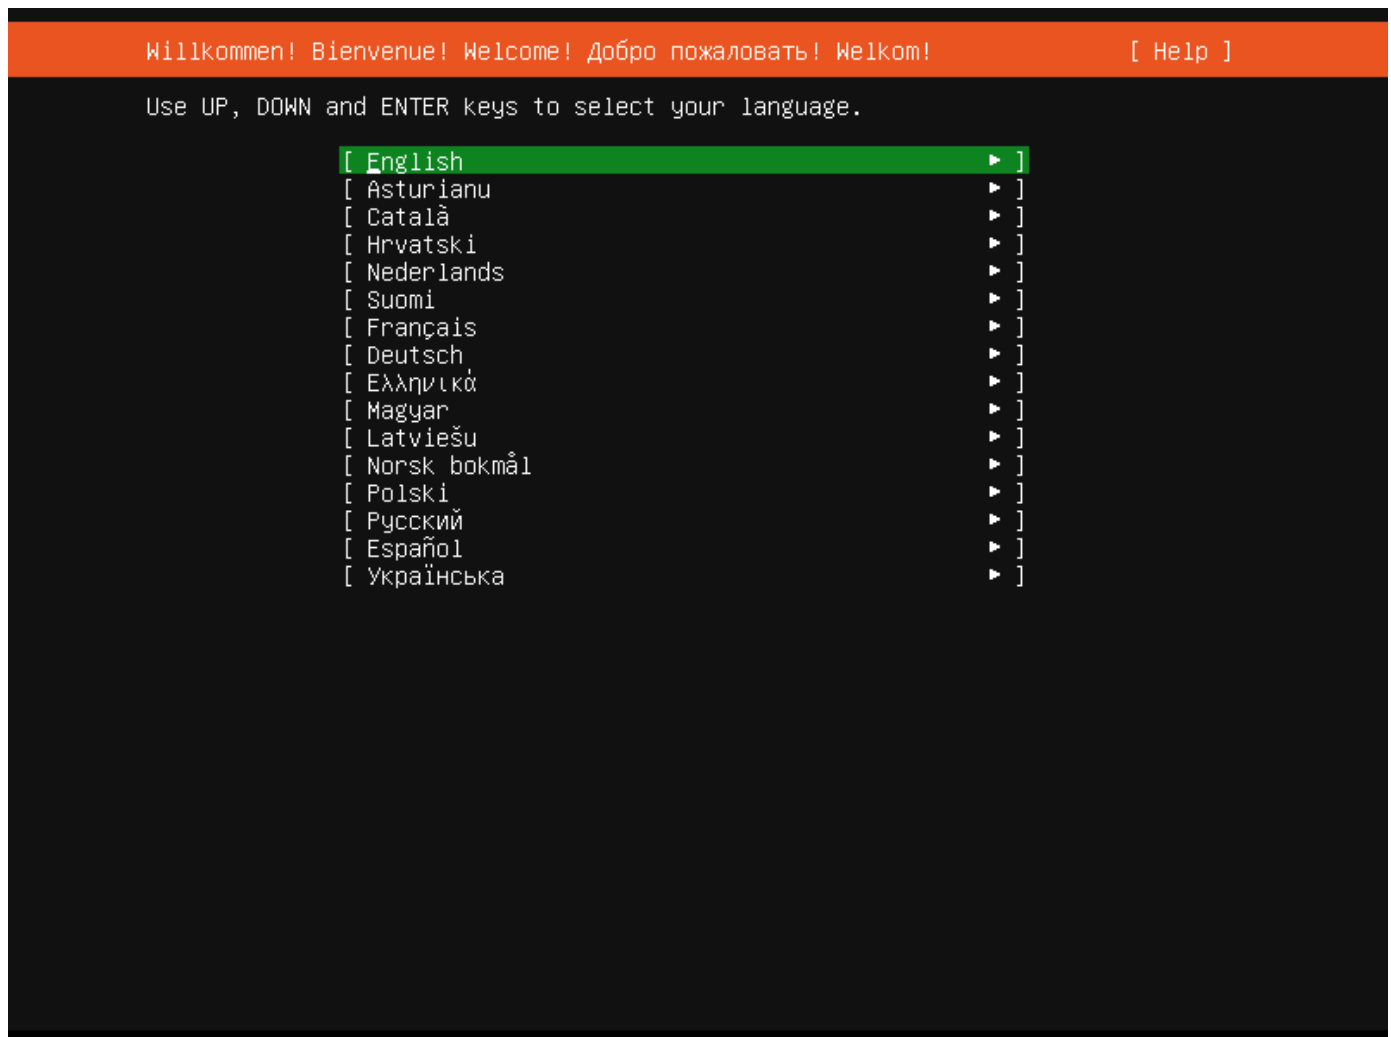 Willkommen! Bienvenue! Welcome! Добро пожаловать! Welkom! [ Help ]
Use UP, DOWN and ENTER keys to select your language.
[ English ► ]
[ Asturianu ► ]
[ Català ► ]
[ Hrvatski ► ]
[ Nederlands ► ]
[ Suomi ► ]
[ Français ► ]
[ Deutsch ► ]
[ Ελληνικά ► ]
[ Magyar ► ]
[ Latviešu ► ]
[ Norsk bokmål ► ]
[ Polski ► ]
[ Русский ► ]
[ Español ► ]
[ Українська ► ]